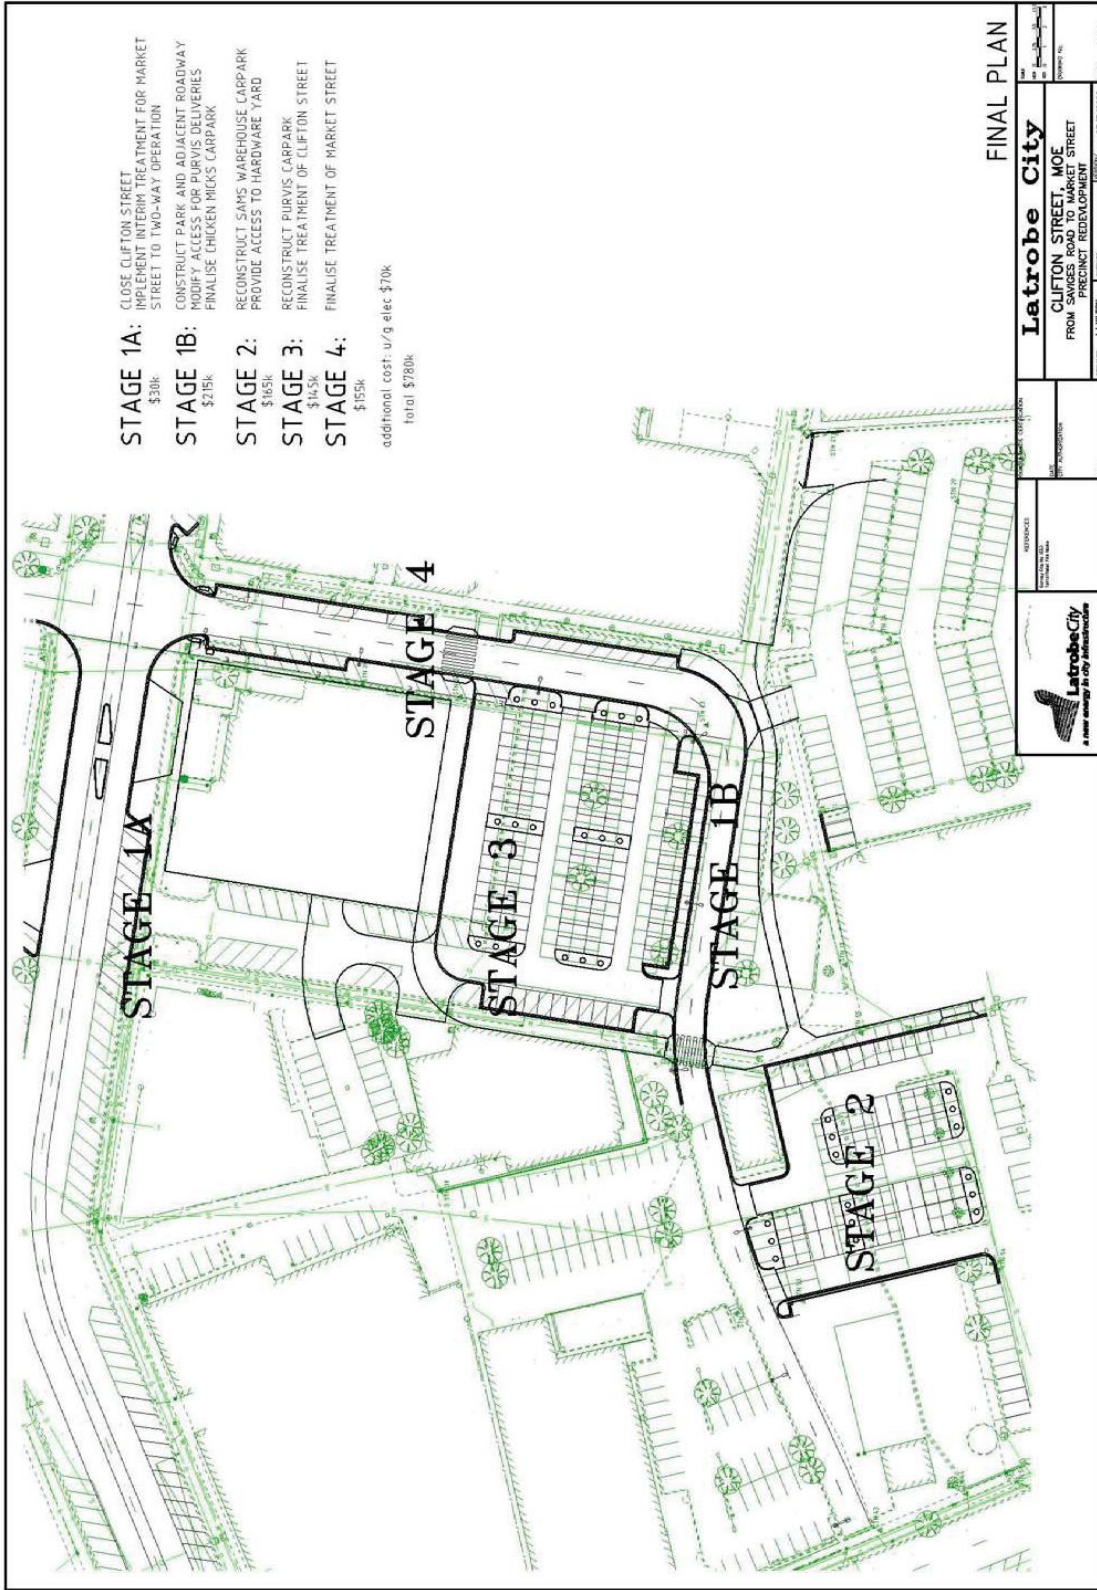 STAGE 1A: CLOSE CLIFTON STREET
$30k IMPLEMENT INTERIM TREATMENT FOR MARKET
STREET TO TWO-WAY OPERATION
STAGE 1B: CONSTRUCT PARK AND ADJACENT ROADWAY
$215k MODIFY ACCESS FOR PURVIS DELIVERIES
FINALISE CHICKEN MICKS CARPARK
STAGE 2: RECONSTRUCT SAMS WAREHOUSE CARPARK
$165k PROVIDE ACCESS TO HARDWARE YARD
STAGE 3: RECONSTRUCT PURVIS CARPARK
$145k FINALISE TREATMENT OF CLIFTON STREET
STAGE 4: FINALISE TREATMENT OF MARKET STREET
$155k
additional cost: u/g elec $70k
total $780k
STAGE 1A
STAGE 4
STAGE 3
STAGE 1B
STAGE 2
FINAL PLAN
Latrobe City
CLIFTON STREET, MOE
FROM SAVIGES ROAD TO MARKET STREET
PRECINCT REDEVLOPMENT
REFERENCES
LatrobeCity
a new energy in city infrastructure